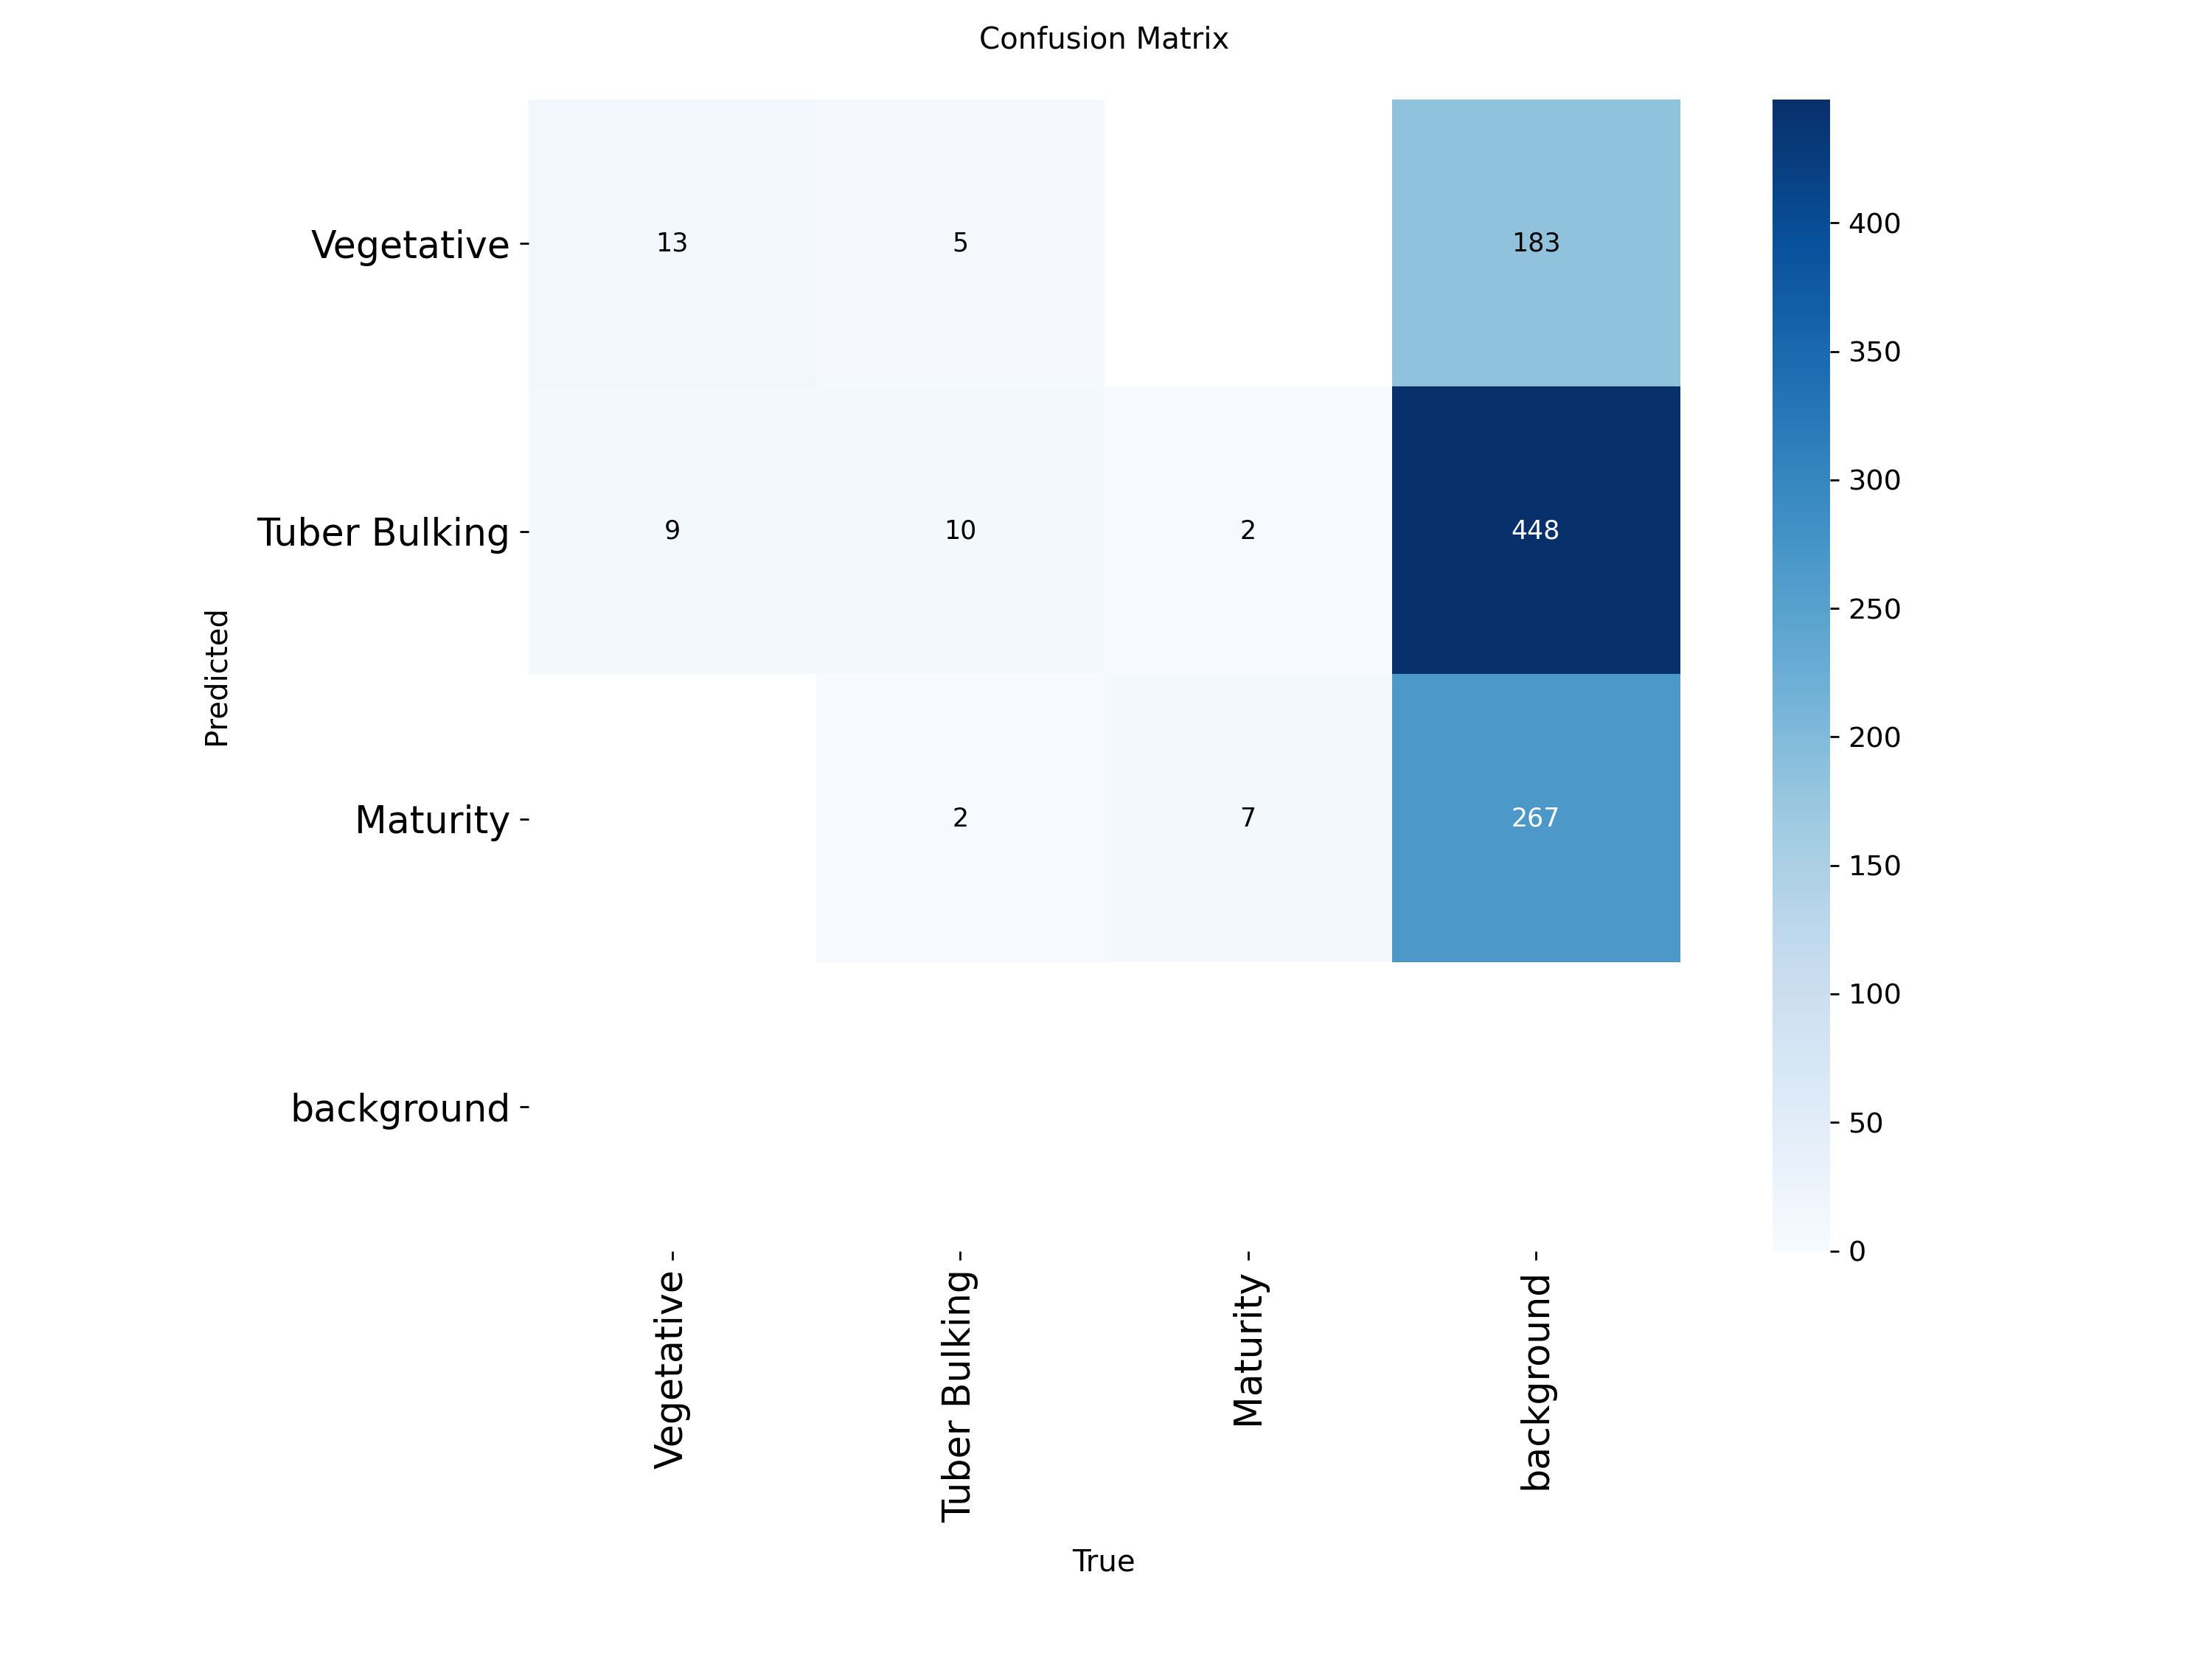 Confusion Matrix
Vegetative
13 5 183
Tuber Bulking
9 10 2 448
Maturity
2 7 267
background
Predicted
Vegetative
Tuber Bulking
Maturity
background
True
400
350
300
250
200
150
100
50
0